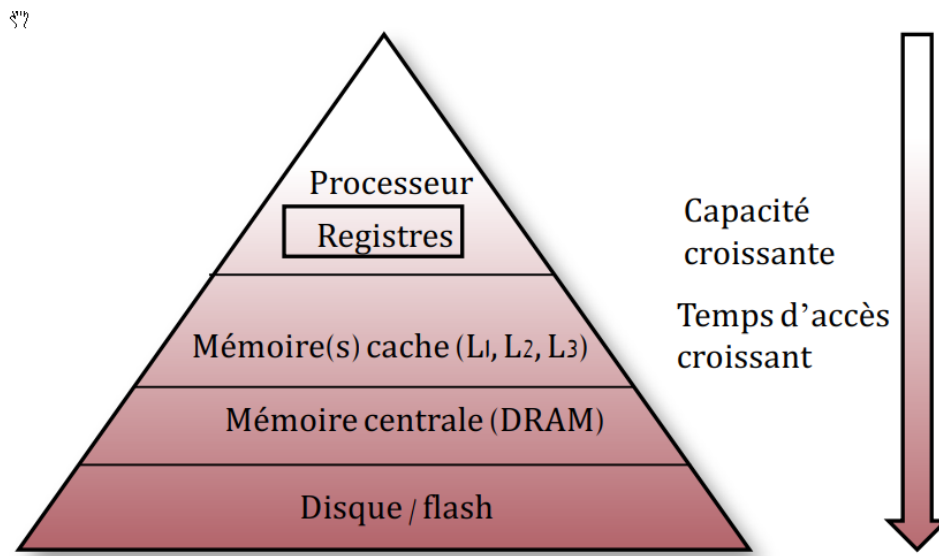 Processeur
Registres
Mémoire(s) cache (L1, L2, L3)
Mémoire centrale (DRAM)
Disque / flash
Capacité
croissante
Temps d'accès
croissant